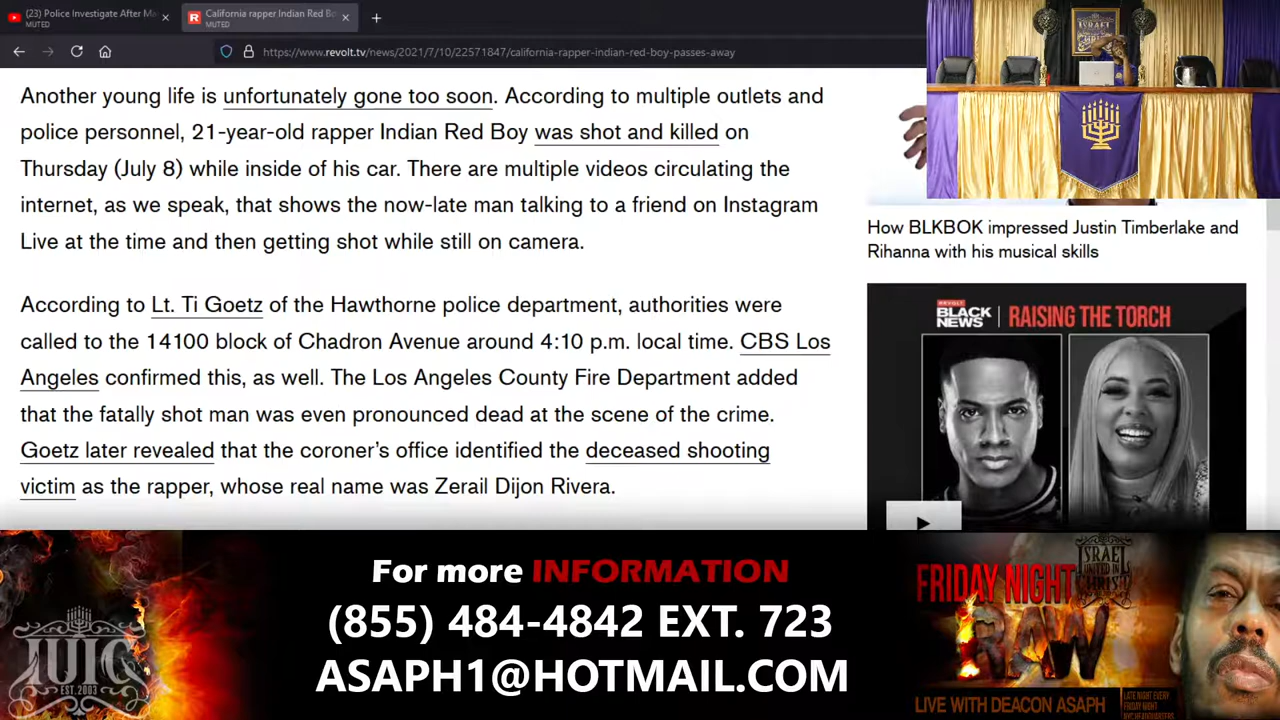 (23) Police Investigate After Ma
MUTED
California rapper Indian Red Bo
MUTED
https://www.revolt.tv/news/2021/7/10/22571847/california-rapper-indian-red-boy-passes-away
Another young life is unfortunately gone too soon. According to multiple outlets and
police personnel, 21-year-old rapper Indian Red Boy was shot and killed on
Thursday (July 8) while inside of his car. There are multiple videos circulating the
internet, as we speak, that shows the now-late man talking to a friend on Instagram
Live at the time and then getting shot while still on camera.
According to Lt. Ti Goetz of the Hawthorne police department, authorities were
called to the 14100 block of Chadron Avenue around 4:10 p.m. local time. CBS Los
Angeles confirmed this, as well. The Los Angeles County Fire Department added
that the fatally shot man was even pronounced dead at the scene of the crime.
Goetz later revealed that the coroner’s office identified the deceased shooting
victim as the rapper, whose real name was Zerail Dijon Rivera.
How BLKBOK impressed Justin Timberlake and
Rihanna with his musical skills
REVOLT
BLACK
NEWS
RAISING THE TORCH
For more INFORMATION
(855) 484-4842 EXT. 723
ASAPH1@HOTMAIL.COM
IUIC
EST.2003
FRIDAY NIGHT
RAW
ISRAEL
UNITED IN
CHRIST
LIVE WITH DEACON ASAPH
LATE NIGHT EVERY
FRIDAY NIGHT
NYC HEADQUARTERS